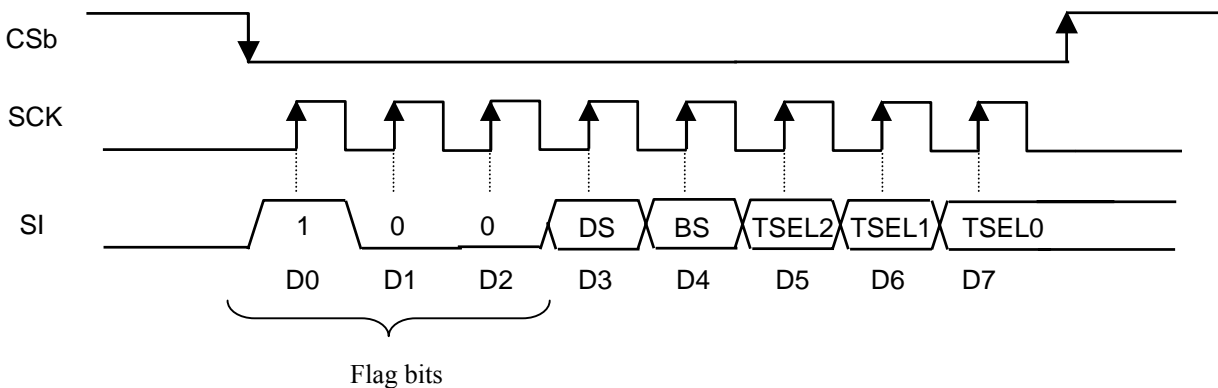 CSb
SCK
SI
1 0 0 DS BS TSEL2 TSEL1 TSEL0
D0 D1 D2 D3 D4 D5 D6 D7
Flag bits